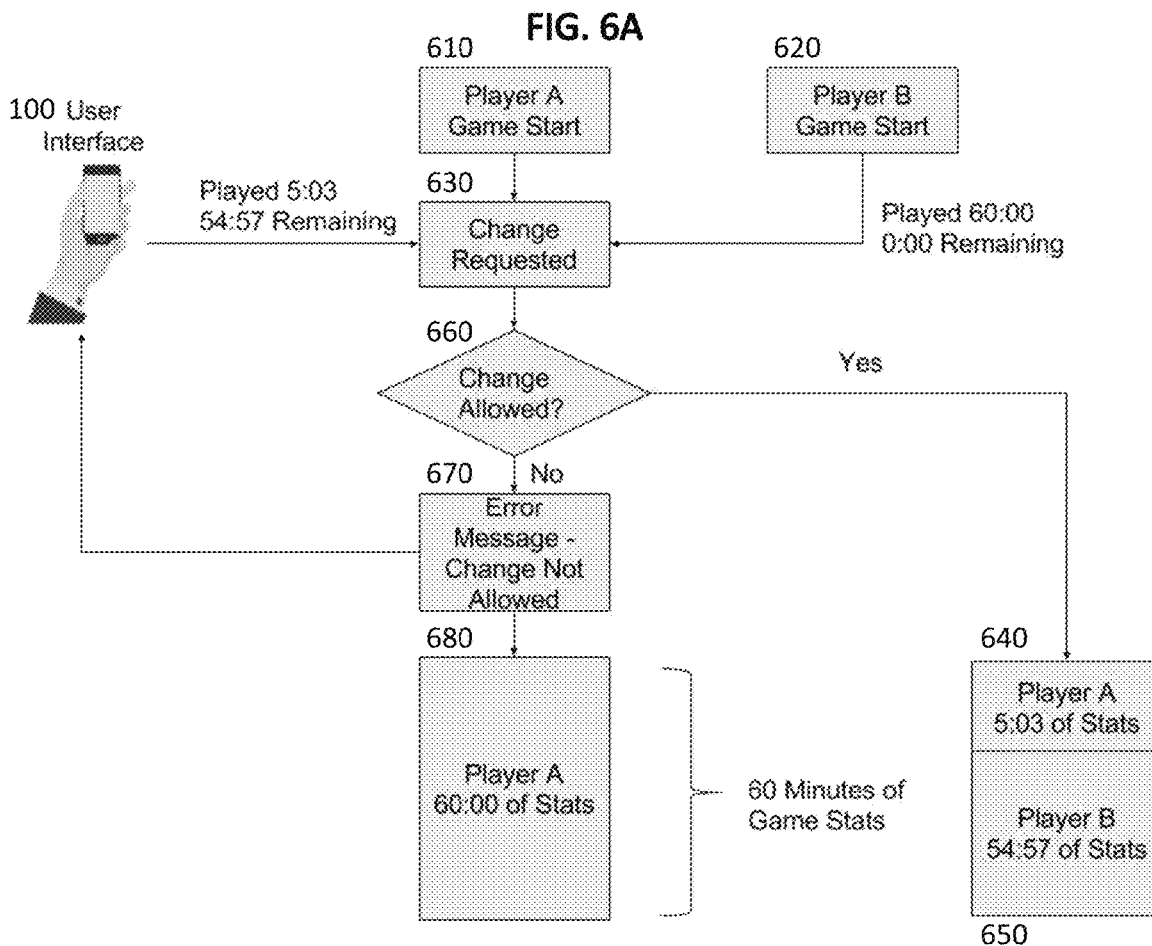 FIG. 6A
610
620
Player A
Game Start
Player B
Game Start
100 User
Interface
Played 5:03
54:57 Remaining
630
Change
Requested
Played 60:00
0:00 Remaining
660
Change
Allowed?
Yes
670
No
Error
Message -
Change Not
Allowed
680
640
Player A
5:03 of Stats
Player A
60:00 of Stats
60 Minutes of
Game Stats
Player B
54:57 of Stats
650